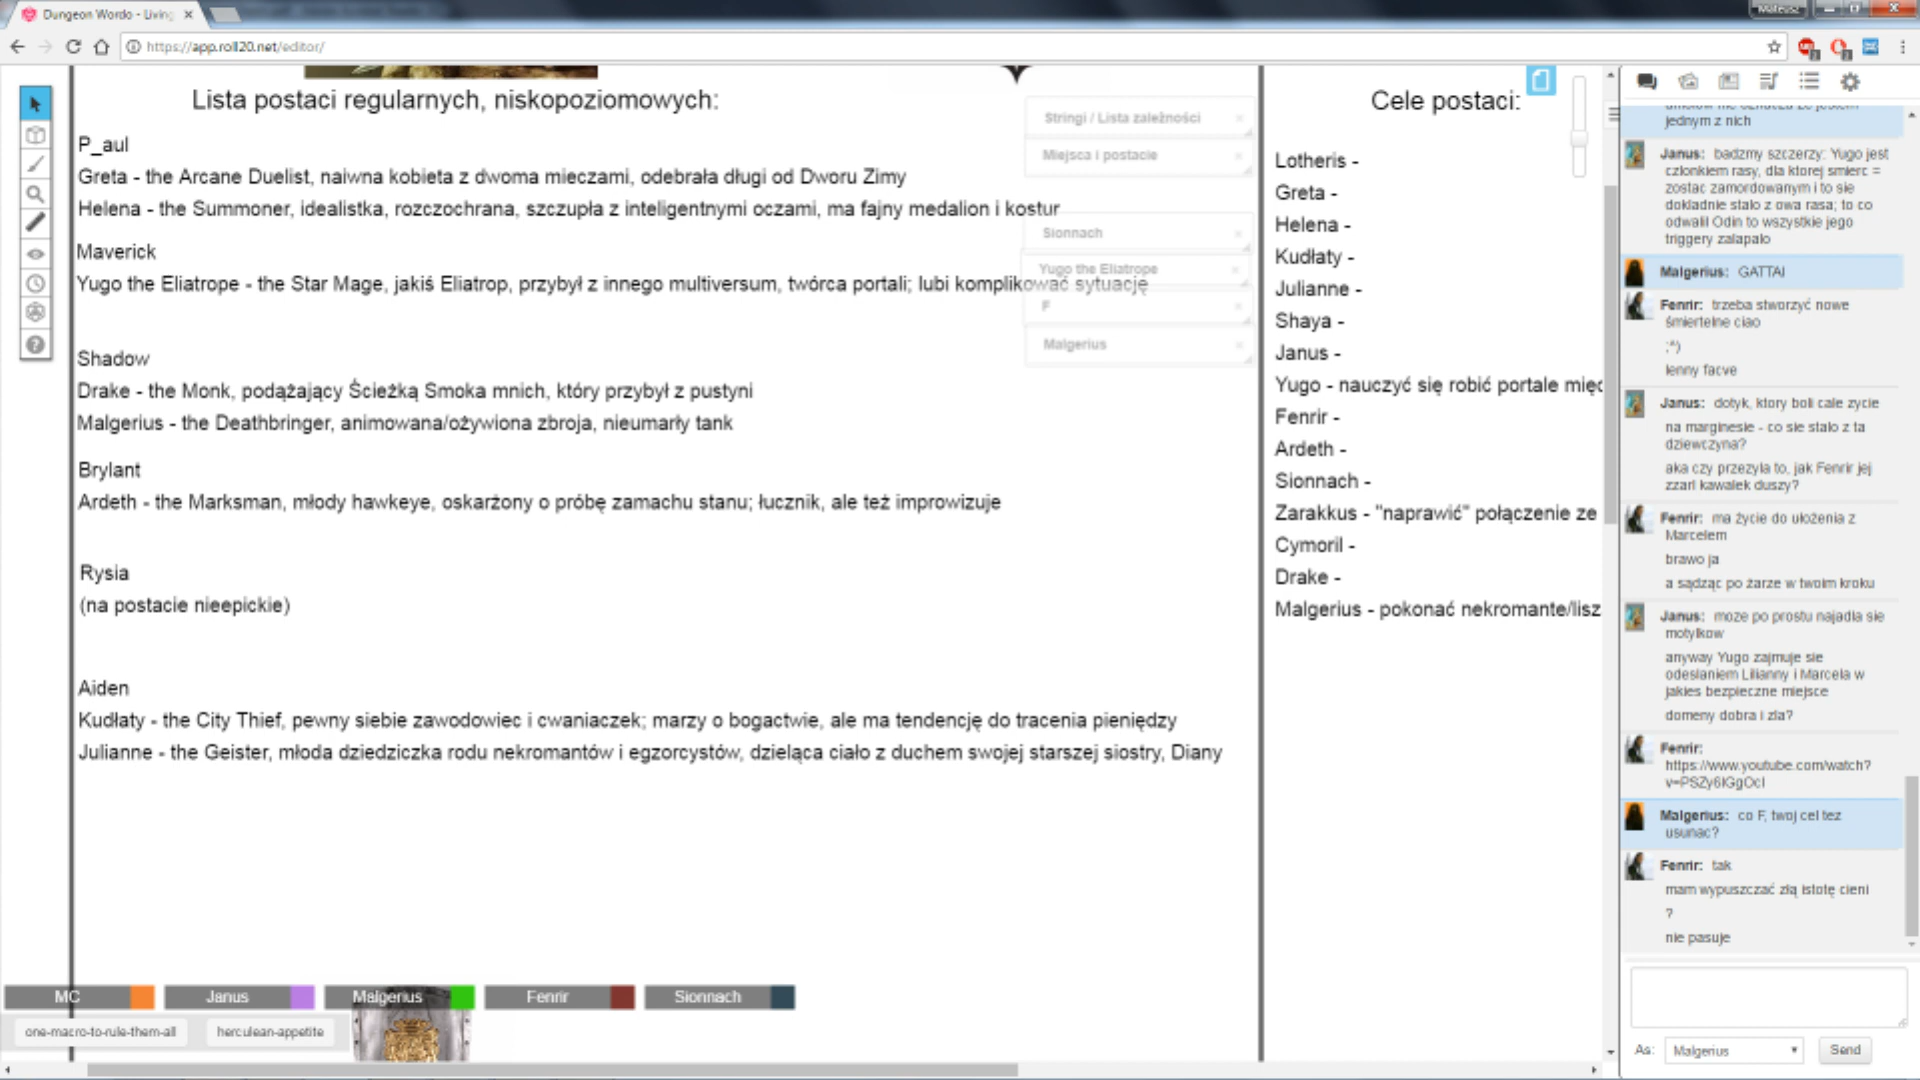 Dungeon Wordo - Living
Mateusz
https://app.roll20.net/editor/
Lista postaci regularnych, niskopoziomowych:
P_aul
Greta - the Arcane Duelist, naiwna kobieta z dwoma mieczami, odebrała długi od Dworu Zimy
Helena - the Summoner, idealistka, rozczochrana, szczupła z inteligentnymi oczami, ma fajny medalion i kostur
Maverick
Yugo the Eliatrope - the Star Mage, jakiś Eliatrop, przybył z innego multiversum, twórca portali; lubi komplikować sytuację
Shadow
Drake - the Monk, podążający Ścieżką Smoka mnich, który przybył z pustyni
Malgerius - the Deathbringer, animowana/ożywiona zbroja, nieumarły tank
Brylant
Ardeth - the Marksman, młody hawkeye, oskarżony o próbę zamachu stanu; łucznik, ale też improwizuje
Rysia
(na postacie nieepickie)
Aiden
Kudłaty - the City Thief, pewny siebie zawodowiec i cwaniaczek; marzy o bogactwie, ale ma tendencję do tracenia pieniędzy
Julianne - the Geister, młoda dziedziczka rodu nekromantów i egzorcystów, dzieląca ciało z duchem swojej starszej siostry, Diany
Stringi / Lista zależności
Miejsca i postacie
Sionnach
Yugo the Eliatrope
F
Malgerius
Cele postaci:
Lotheris -
Greta -
Helena -
Kudłaty -
Julianne -
Shaya -
Janus -
Yugo - nauczyć się robić portale międ
Fenrir -
Ardeth -
Sionnach -
Zarakkus - "naprawić" połączenie ze
Cymoril -
Drake -
Malgerius - pokonać nekromante/lisz
jednym z nich
Janus: badzmy szczerzy: Yugo jest
czlonkiem rasy, dla ktorej smierc =
zostac zamordowanym i to sie
dokladnie stalo z owa rasa; to co
odwalil Odin to wszystkie jego
triggery zalapalo
Malgerius: GATTAI
Fenrir: trzeba stworzyć nowe
śmiertelne ciao
;^)
lenny facve
Janus: dotyk, ktory boli cale zycie
na marginesie - co sie stalo z ta
dziewczyna?
aka czy przezyla to, jak Fenrir jej
zzarl kawalek duszy?
Fenrir: ma życie do ułożenia z
Marcelem
brawo ja
a sądząc po żarze w twoim kroku
Janus: moze po prostu najadla sie
motylkow
anyway Yugo zajmuje sie
odeslaniem Lilianny i Marcela w
jakies bezpieczne miejsce
domeny dobra i zla?
Fenrir:
https://www.youtube.com/watch?
Malgerius: co F, twoj cel tez
usunac?
Fenrir: tak
mam wypuszczać złą istotę cieni
?
nie pasuje
MC
Janus
Malgerius
Fenrir
Sionnach
one-macro-to-rule-them-all
herculean-appetite
As: Malgerius
Send